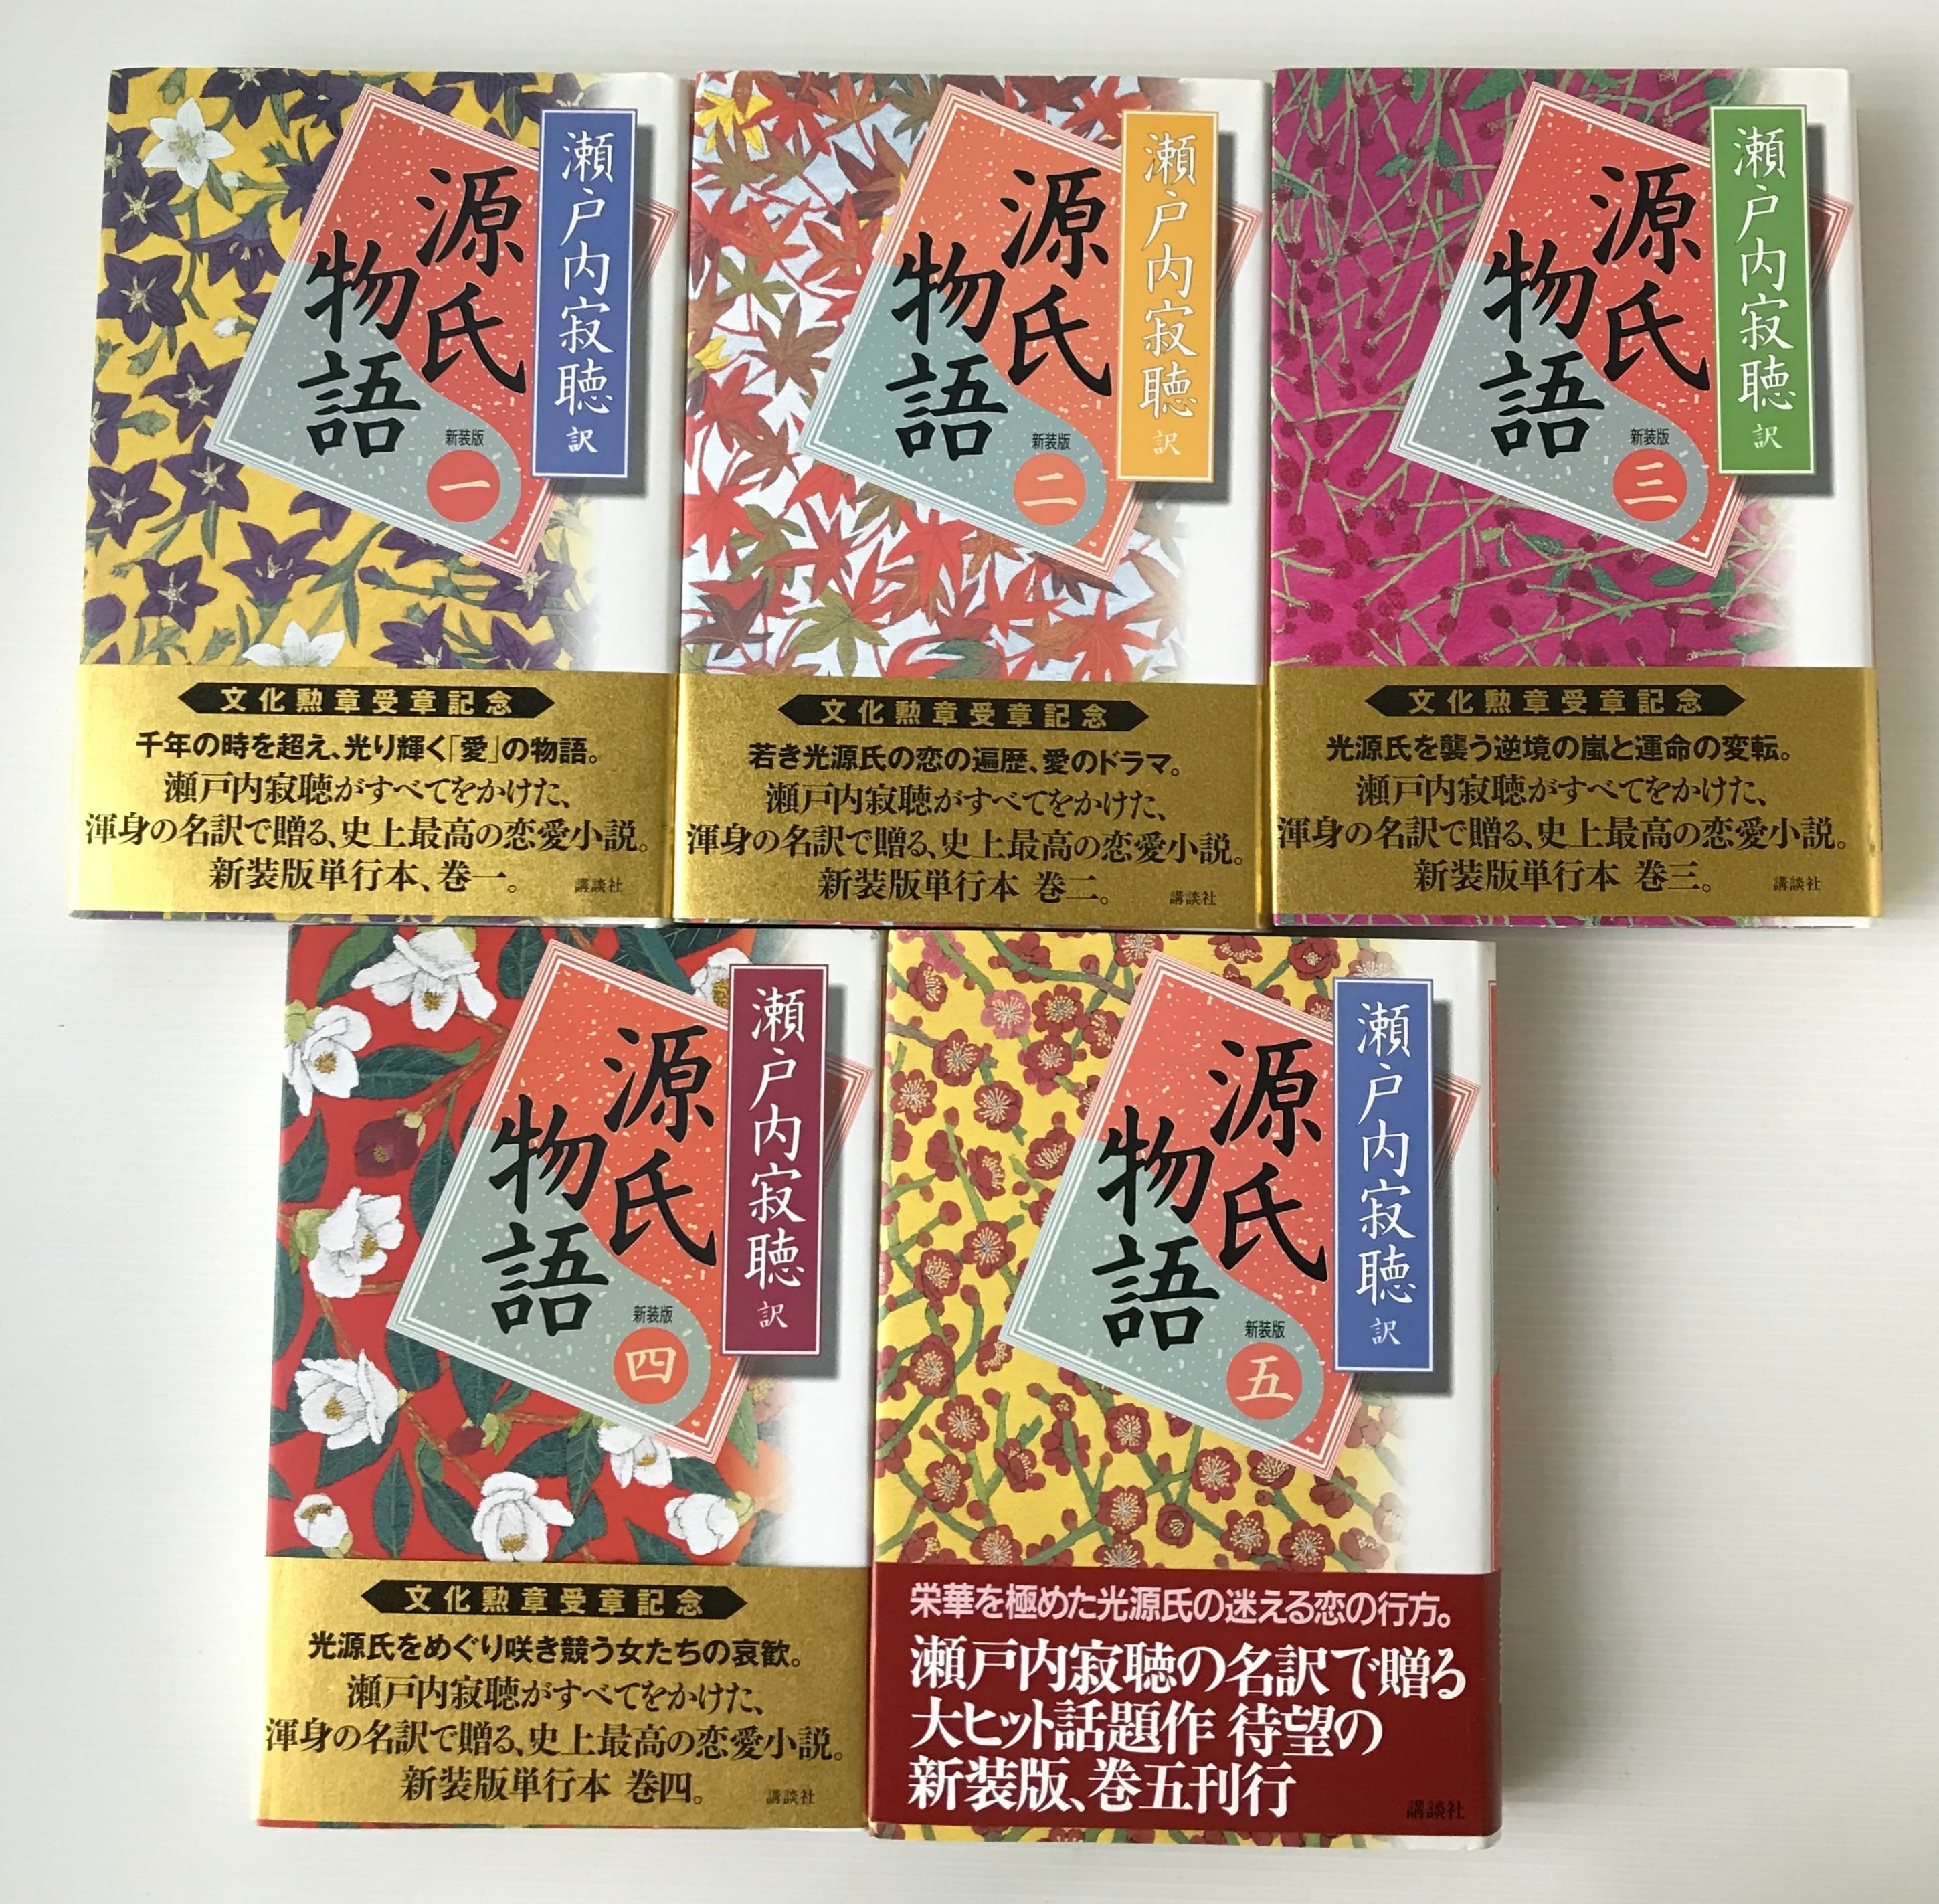 瀬戸内寂聴 訳
源氏
物語
新装版
一
文化勲章受章記念
千年の時を超え、光り輝く「愛」の物語。
瀬戸内寂聴がすべてをかけた、
渾身の名訳で贈る、史上最高の恋愛小説。
新装版単行本、巻一。 講談社
瀬戸内寂聴 訳
源氏
物語
新装版
二
文化勲章受章記念
若き光源氏の恋の遍歴、愛のドラマ。
瀬戸内寂聴がすべてをかけた、
渾身の名訳で贈る、史上最高の恋愛小説。
新装版単行本 巻二。 講談社
瀬戸内寂聴 訳
源氏
物語
新装版
三
文化勲章受章記念
光源氏を襲う逆境の嵐と運命の変転。
瀬戸内寂聴がすべてをかけた、
渾身の名訳で贈る、史上最高の恋愛小説。
新装版単行本 巻三。 講談社
瀬戸内寂聴 訳
源氏
物語
新装版
四
文化勲章受章記念
光源氏をめぐり咲き競う女たちの哀歓。
瀬戸内寂聴がすべてをかけた、
渾身の名訳で贈る、史上最高の恋愛小説。
新装版単行本 巻四。 講談社
瀬戸内寂聴 訳
源氏
物語
新装版
五
栄華を極めた光源氏の迷える恋の行方。
瀬戸内寂聴の名訳で贈る
大ヒット話題作 待望の
新装版、巻五刊行
講談社